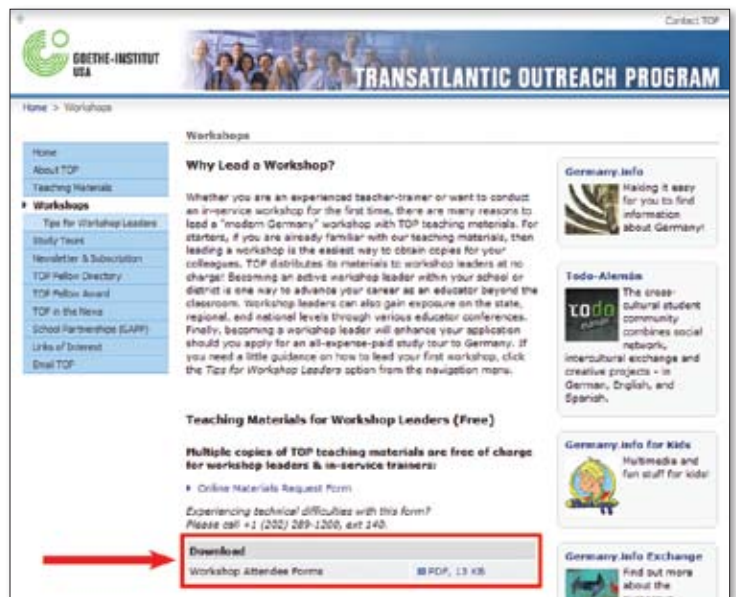 Contact TOP
GOETHE-INSTITUT
USA
TRANSATLANTIC OUTREACH PROGRAM
Home > Workshops
Home
About TOP
Teaching Materials
Workshops
Tips for Workshop Leaders
Study Tours
Newsletter & Subscription
TOP Fellow Directory
TOP Fellow Award
TOP in the News
School Partnerships (GAPP)
Links of Interest
Email TOP
Workshops
Why Lead a Workshop?
Whether you are an experienced teacher-trainer or want to conduct
an in-service workshop for the first time, there are many reasons to
lead a "modern Germany" workshop with TOP teaching materials. For
starters, if you are already familiar with our teaching materials, then
leading a workshop is the easiest way to obtain copies for your
colleagues. TOP distributes its materials to workshop leaders at no
charge! Becoming an active workshop leader within your school or
district is one way to advance your career as an educator beyond the
classroom. Workshop leaders can also gain exposure on the state,
regional, and national levels through various educator conferences.
Finally, becoming a workshop leader will enhance your application
should you apply for an all-expense-paid study tour to Germany. If
you need a little guidance on how to lead your first workshop, click
the Tips for Workshop Leaders option from the navigation menu.
Teaching Materials for Workshop Leaders (Free)
Multiple copies of TOP teaching materials are free of charge
for workshop leaders & in-service trainers:
Online Materials Request Form
Experiencing technical difficulties with this form?
Please call +1 (202) 289-1200, ext 140.
Download
Workshop Attendee Forms PDF, 13 KB
Germany.info
Making it easy
for you to find
information
about Germany!
Todo-Alemán
todo
The cross-
cultural student
community
combines social
network,
intercultural exchange and
creative projects - in
German, English, and
Spanish.
Germany.info for Kids
Multimedia and
fun stuff for kids!
Germany.info Exchange
Find out more
about the